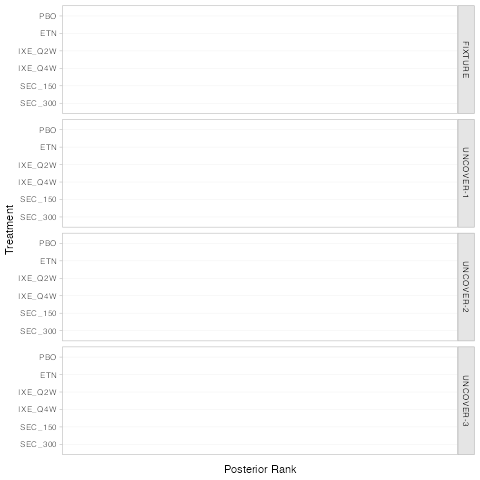 PBO
ETN
IXE_Q2W
IXE_Q4W
SEC_150
SEC_300
FIXTURE
PBO
ETN
IXE_Q2W
IXE_Q4W
SEC_150
SEC_300
UNCOVER-1
PBO
ETN
IXE_Q2W
IXE_Q4W
SEC_150
SEC_300
UNCOVER-2
PBO
ETN
IXE_Q2W
IXE_Q4W
SEC_150
SEC_300
UNCOVER-3
Treatment
Posterior Rank